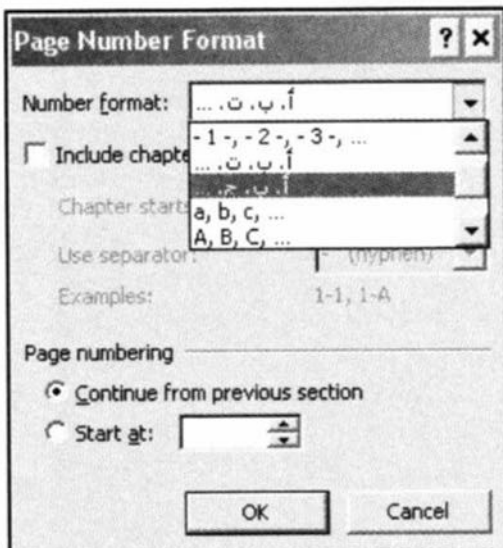 Page Number Format
Number format: أ. ب. ت. ...
- 1 -, - 2 -, - 3 -, ...
Include chapte
أ. ب. ت. ...
أ. ب. ج. ...
Chapter starts
a, b, c, ...
A, B, C, ...
Use separator: - (hyphen)
Examples: 1-1, 1-A
Page numbering
Continue from previous section
Start at:
OK Cancel